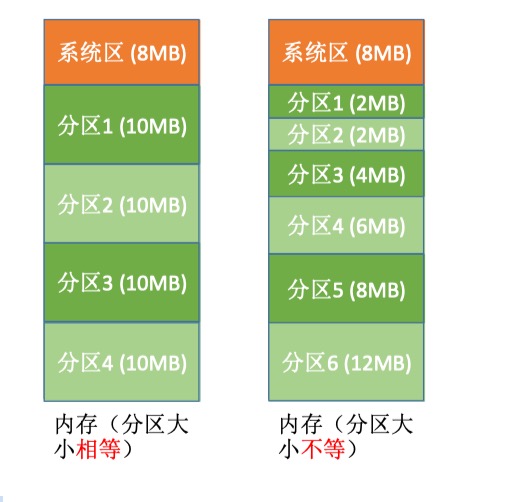 系统区 (8MB)
分区1 (10MB)
分区2 (10MB)
分区3 (10MB)
分区4 (10MB)
内存（分区大
小相等）
系统区 (8MB)
分区1 (2MB)
分区2 (2MB)
分区3 (4MB)
分区4 (6MB)
分区5 (8MB)
分区6 (12MB)
内存（分区大
小不等）